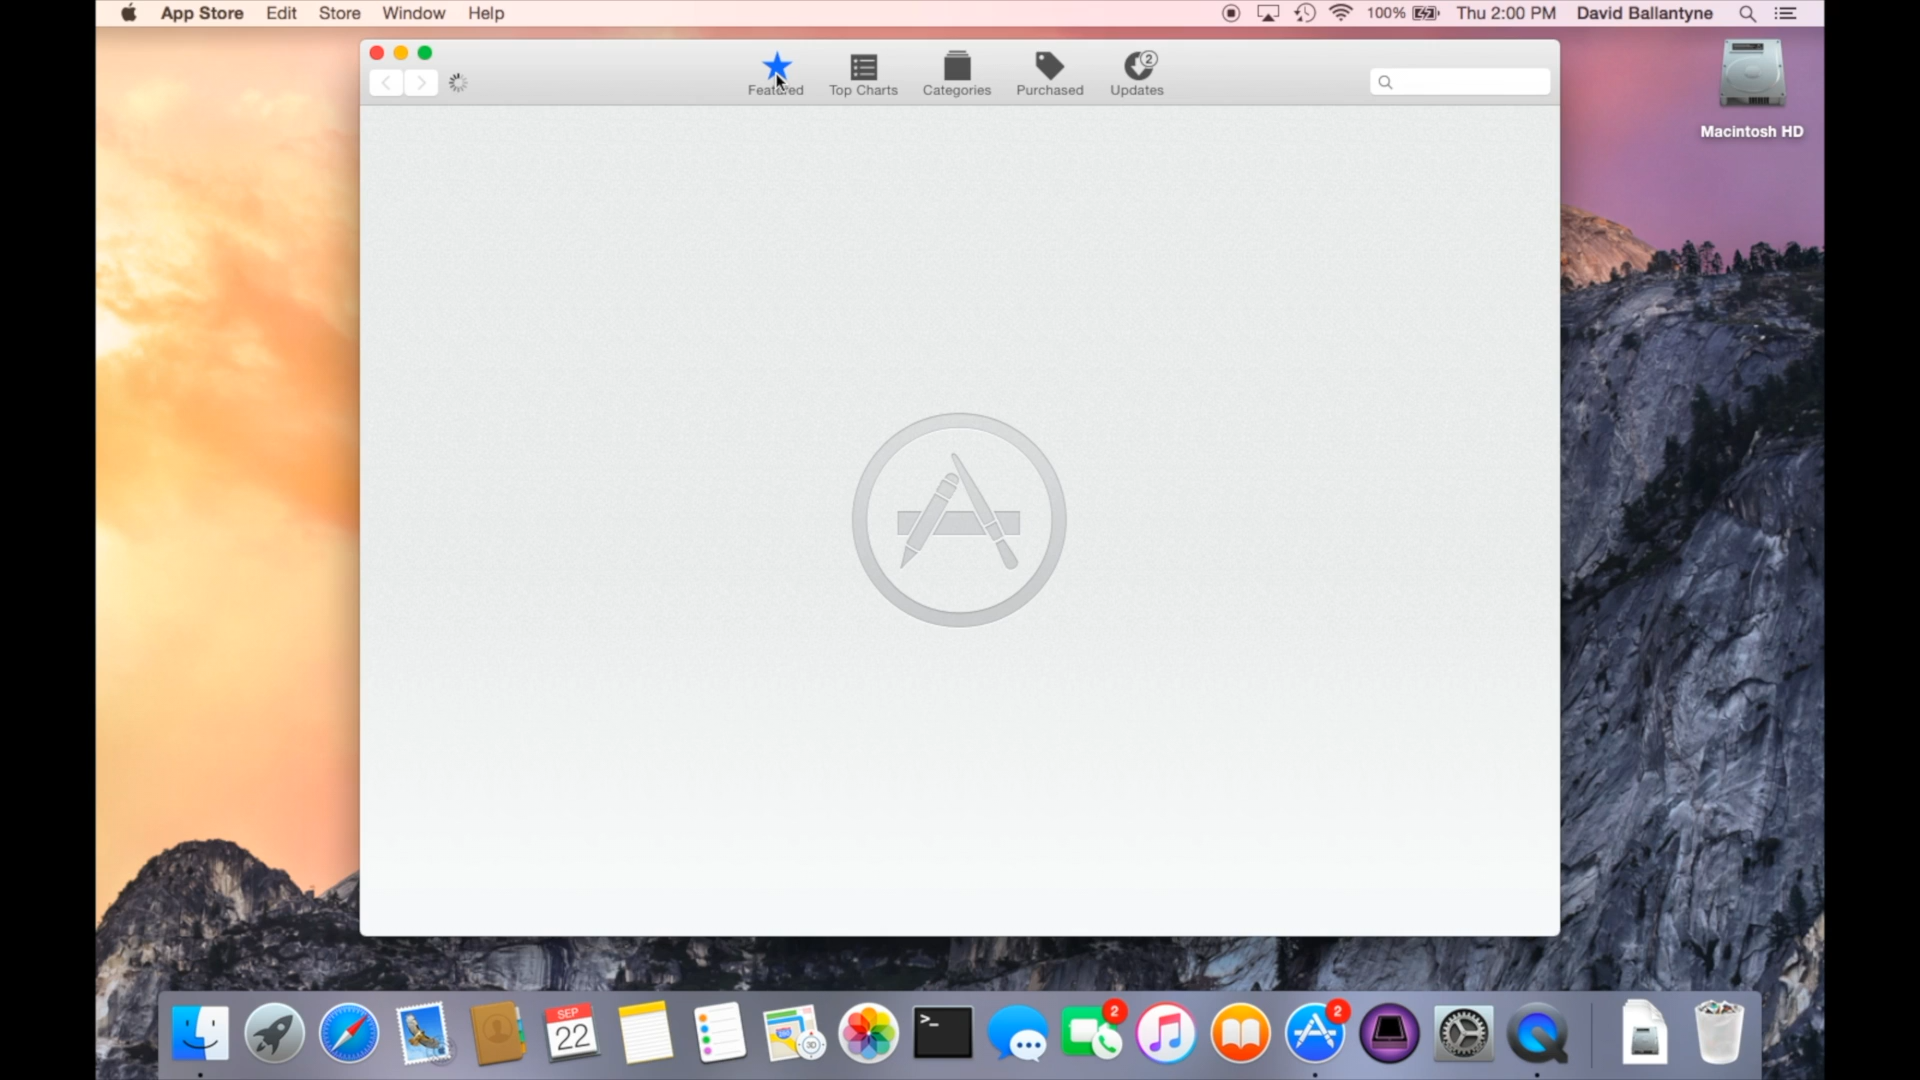 App Store Edit Store Window Help
100% Thu 2:00 PM David Ballantyne
2
Featured Top Charts Categories Purchased Updates
Macintosh HD
SEP
22
3D
>_
2
2